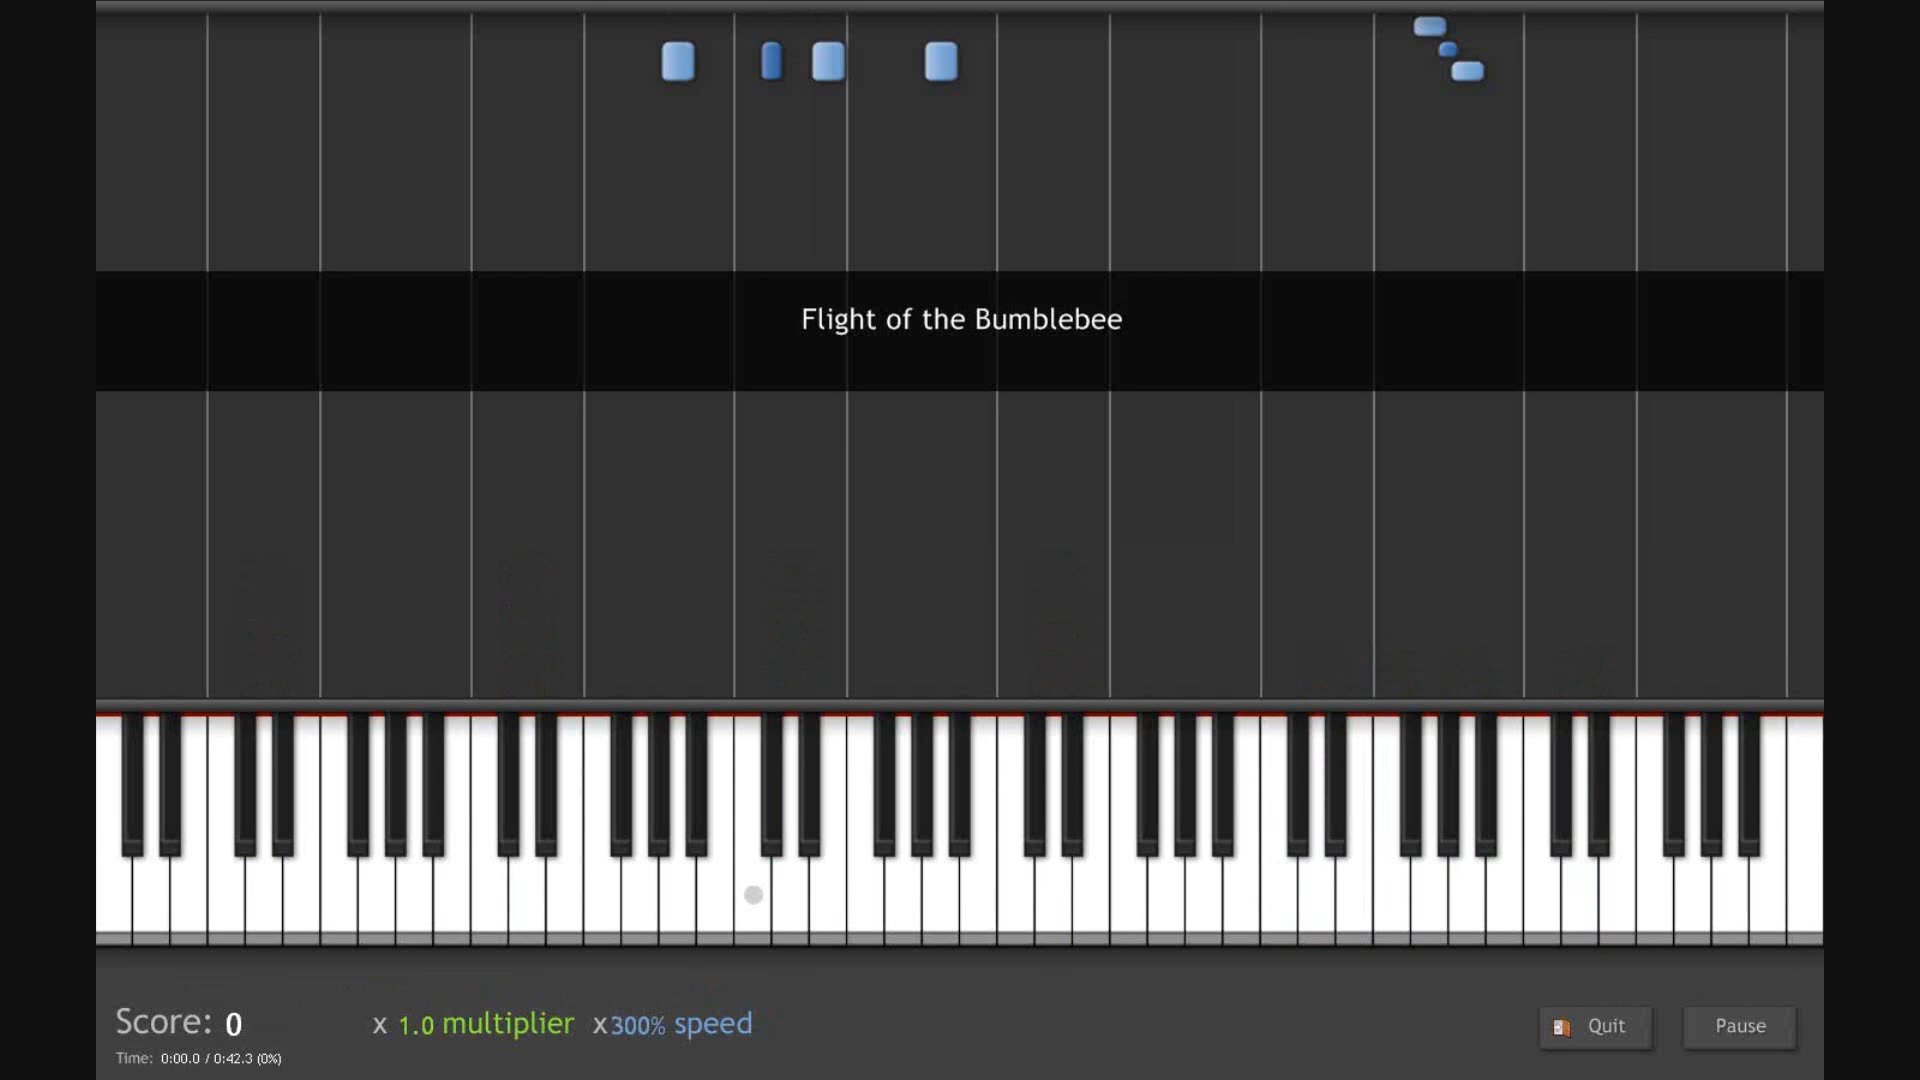 Flight of the Bumblebee
Score: 0 x 1.0 multiplier x300% speed
Quit
Pause
Time: 0:00.0 / 0:42.3 (0%)